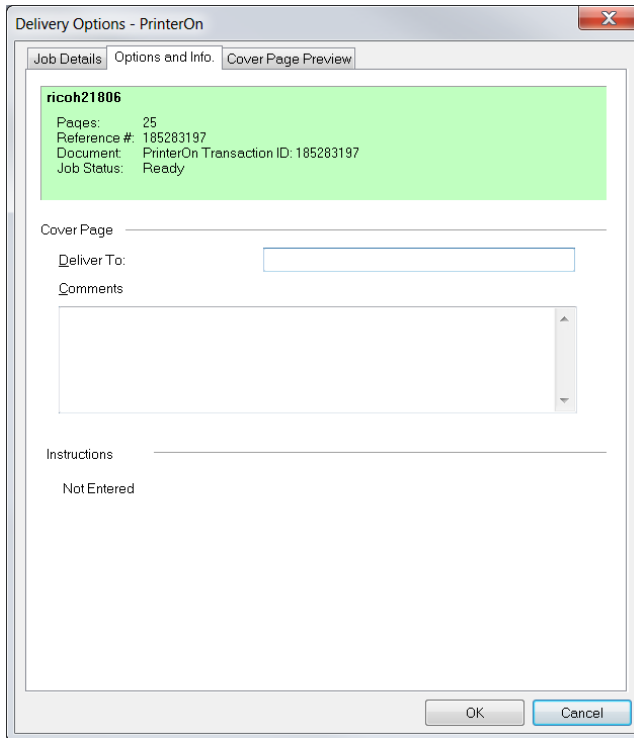 Delivery Options - PrinterOn
Job Details Options and Info. Cover Page Preview
ricoh21806
Pages: 25
Reference #: 185283197
Document: PrinterOn Transaction ID: 185283197
Job Status: Ready
Cover Page
Deliver To:
Comments
Instructions
Not Entered
OK Cancel